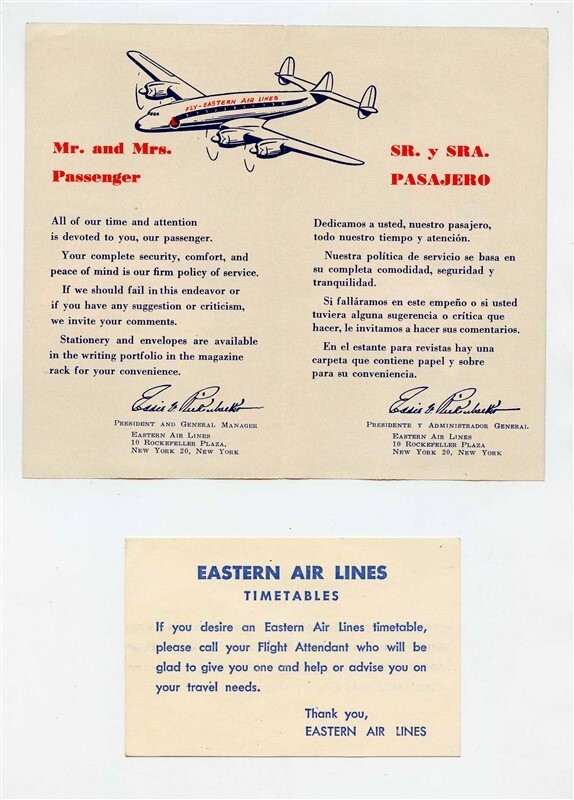 FLY-EASTERN AIR LINES
Mr. and Mrs.
Passenger
All of our time and attention
is devoted to you, our passenger.
Your complete security, comfort, and
peace of mind is our firm policy of service.
If we should fail in this endeavor or
if you have any suggestion or criticism,
we invite your comments.
Stationery and envelopes are available
in the writing portfolio in the magazine
rack for your convenience.
Eddie V Rickenbacker
PRESIDENT AND GENERAL MANAGER
EASTERN AIR LINES
10 ROCKEFELLER PLAZA,
NEW YORK 20, NEW YORK
SR. y SRA.
PASAJERO
Dedicamos a usted, nuestro pasajero,
todo nuestro tiempo y atención.
Nuestra política de servicio se basa en
su completa comodidad, seguridad y
tranquilidad.
Si falláramos en este empeño o si usted
tuviera alguna sugerencia o crítica que
hacer, le invitamos a hacer sus comentarios.
En el estante para revistas hay una
carpeta que contiene papel y sobre
para su conveniencia.
Eddie V Rickenbacker
PRESIDENTE Y ADMINISTRADOR GENERAL
EASTERN AIR LINES
10 ROCKEFELLER PLAZA
NEW YORK 20, NEW YORK
EASTERN AIR LINES
TIMETABLES
If you desire an Eastern Air Lines timetable,
please call your Flight Attendant who will be
glad to give you one and help or advise you on
your travel needs.
Thank you,
EASTERN AIR LINES